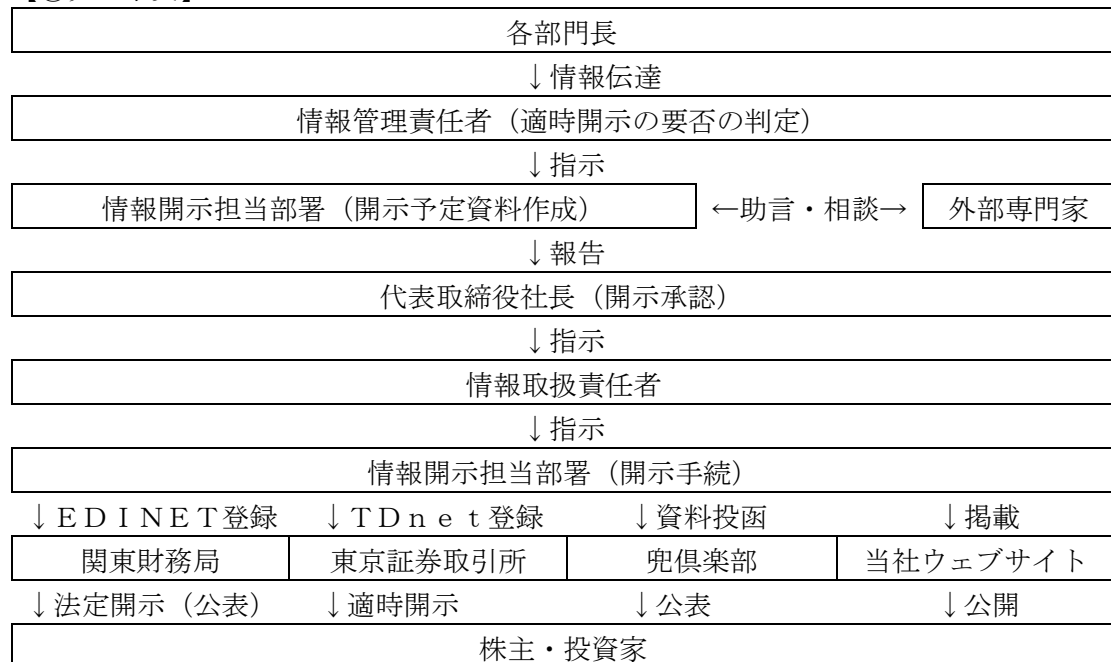 各部門長
↓情報伝達
情報管理責任者（適時開示の要否の判定）
↓指示
情報開示担当部署（開示予定資料作成） ←助言・相談→ 外部専門家
↓報告
代表取締役社長（開示承認）
↓指示
情報取扱責任者
↓指示
情報開示担当部署（開示手続）
↓ＥＤＩＮＥＴ登録 ↓ＴＤｎｅｔ登録 ↓資料投函 ↓掲載
関東財務局 東京証券取引所 兜倶楽部 当社ウェブサイト
↓法定開示（公表） ↓適時開示 ↓公表 ↓公開
株主・投資家